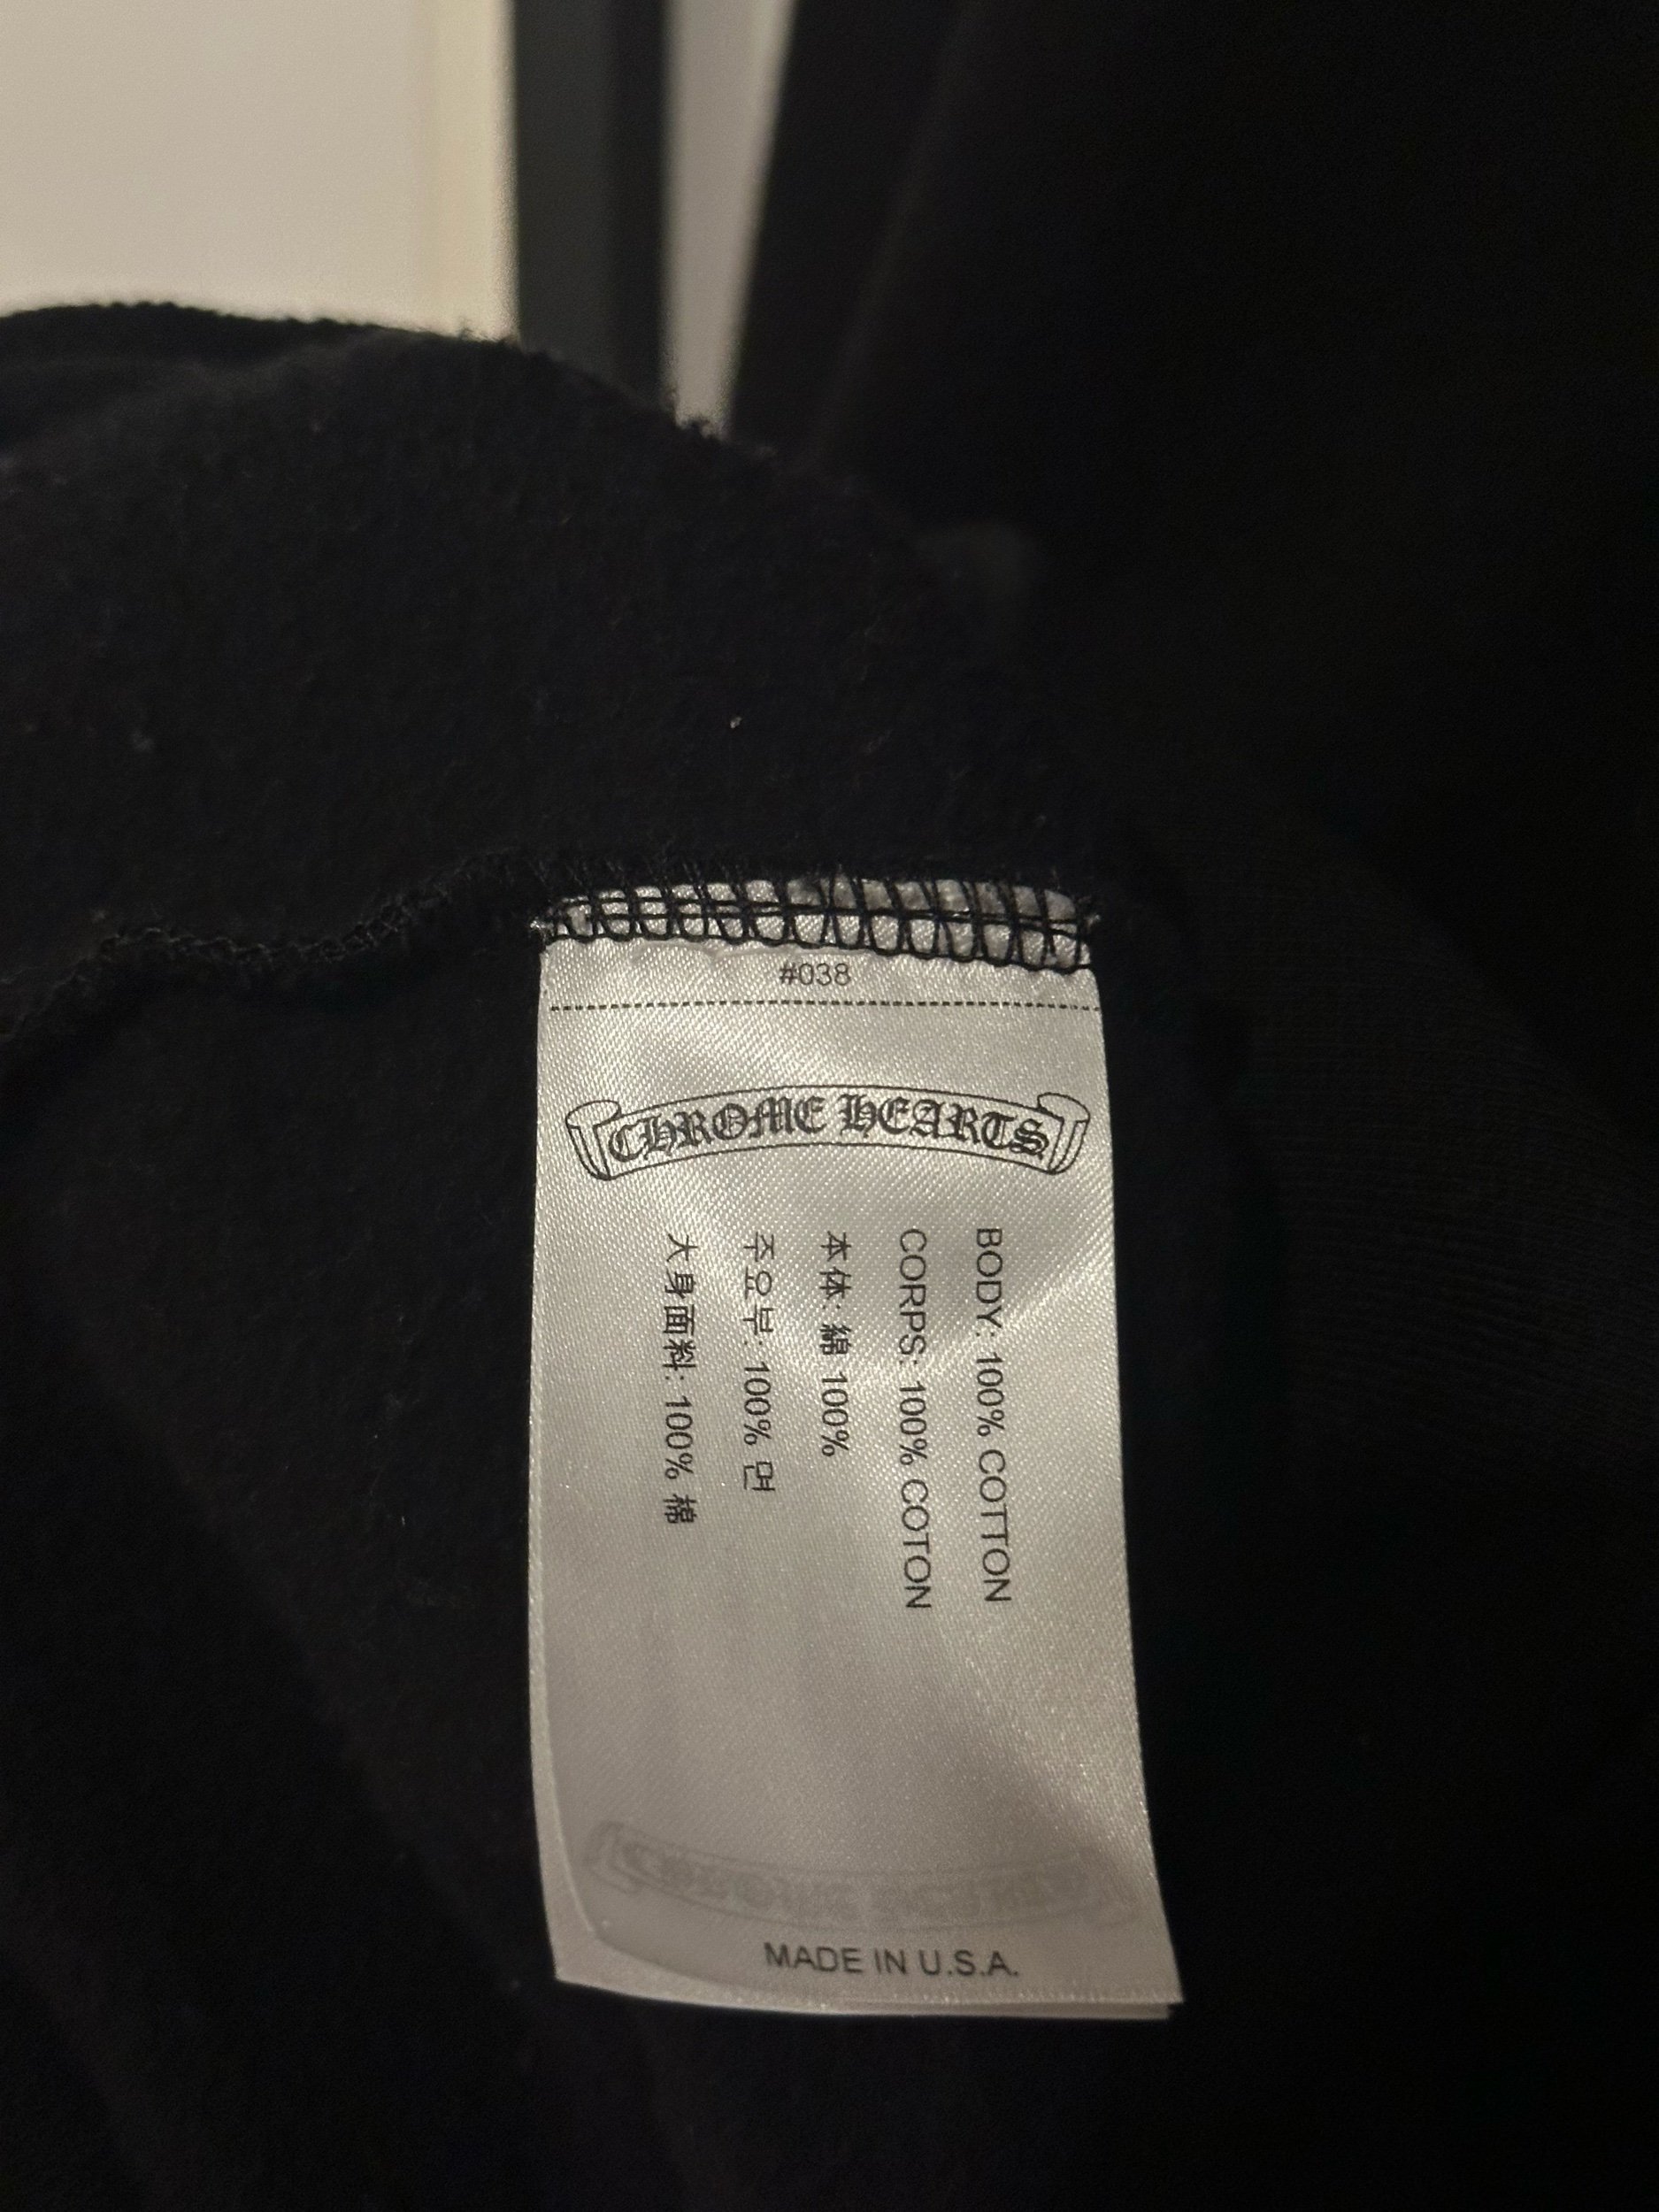 #038
CHROME HEARTS
BODY: 100% COTTON
CORPS: 100% COTON
本体: 綿 100%
주요부: 100% 면
大身面料: 100% 棉
MADE IN U.S.A.